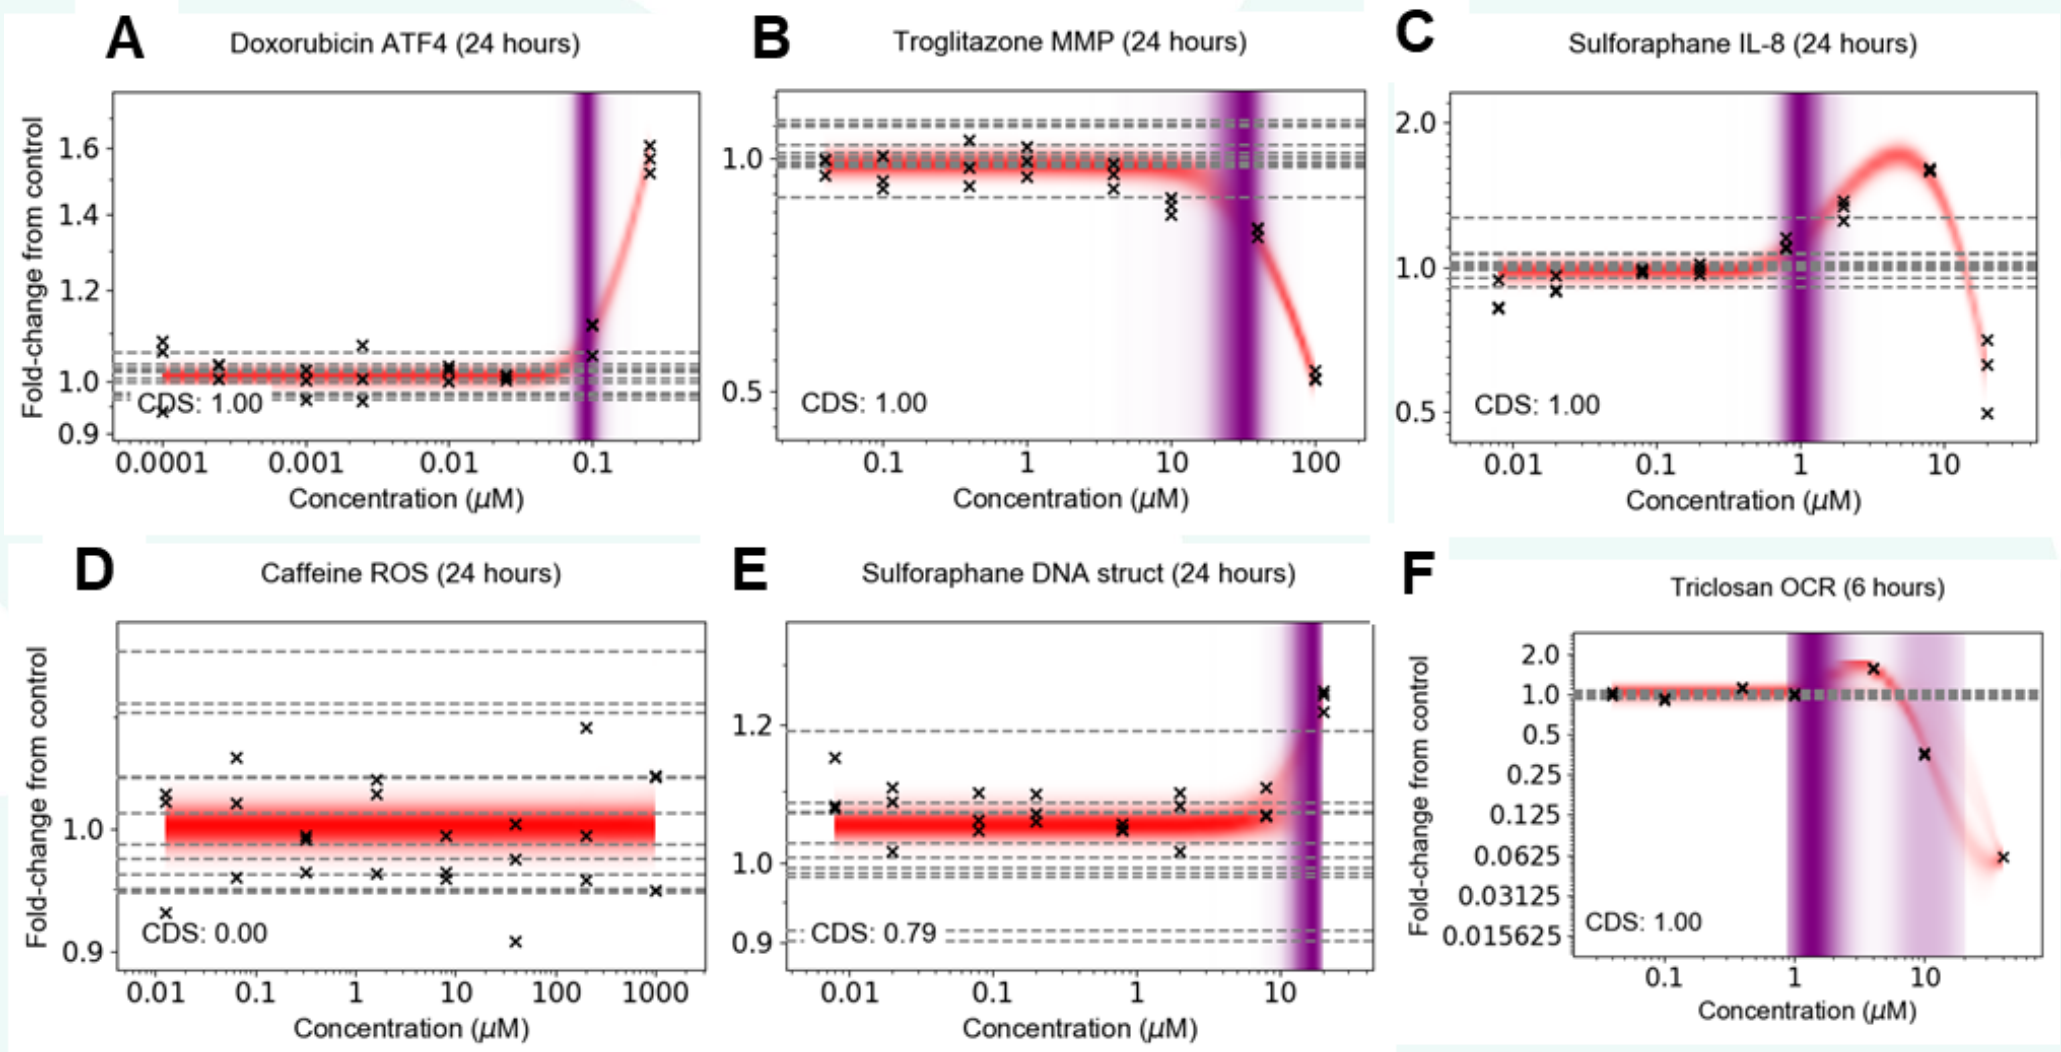 A
Doxorubicin ATF4 (24 hours)
Fold-change from control
1.6
1.4
1.2
1.0
0.9
CDS: 1.00
0.0001 0.001 0.01 0.1
Concentration (µM)
B
Troglitazone MMP (24 hours)
1.0
0.5
CDS: 1.00
0.1 1 10 100
Concentration (µM)
C
Sulforaphane IL-8 (24 hours)
2.0
1.0
0.5
CDS: 1.00
0.01 0.1 1 10
Concentration (µM)
D
Caffeine ROS (24 hours)
Fold-change from control
1.0
0.9
CDS: 0.00
0.01 0.1 1 10 100 1000
Concentration (µM)
E
Sulforaphane DNA struct (24 hours)
1.2
1.0
0.9
CDS: 0.79
0.01 0.1 1 10
Concentration (µM)
F
Triclosan OCR (6 hours)
Fold-change from control
2.0
1.0
0.5
0.25
0.125
0.0625
0.03125
0.015625
CDS: 1.00
0.1 1 10
Concentration (µM)